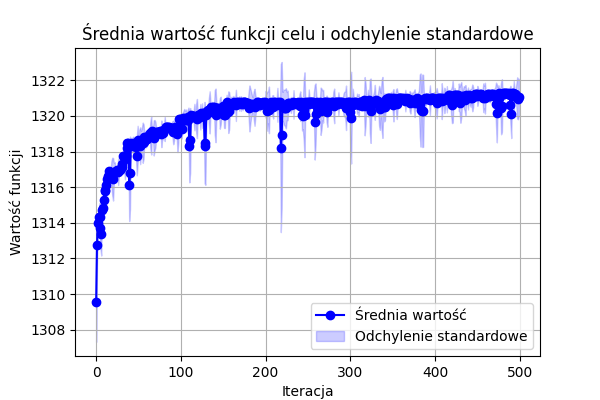 Średnia wartość funkcji celu i odchylenie standardowe
1322
1320
1318
1316
1314
1312
1310
1308
Wartość funkcji
Średnia wartość
Odchylenie standardowe
0 100 200 300 400 500
Iteracja